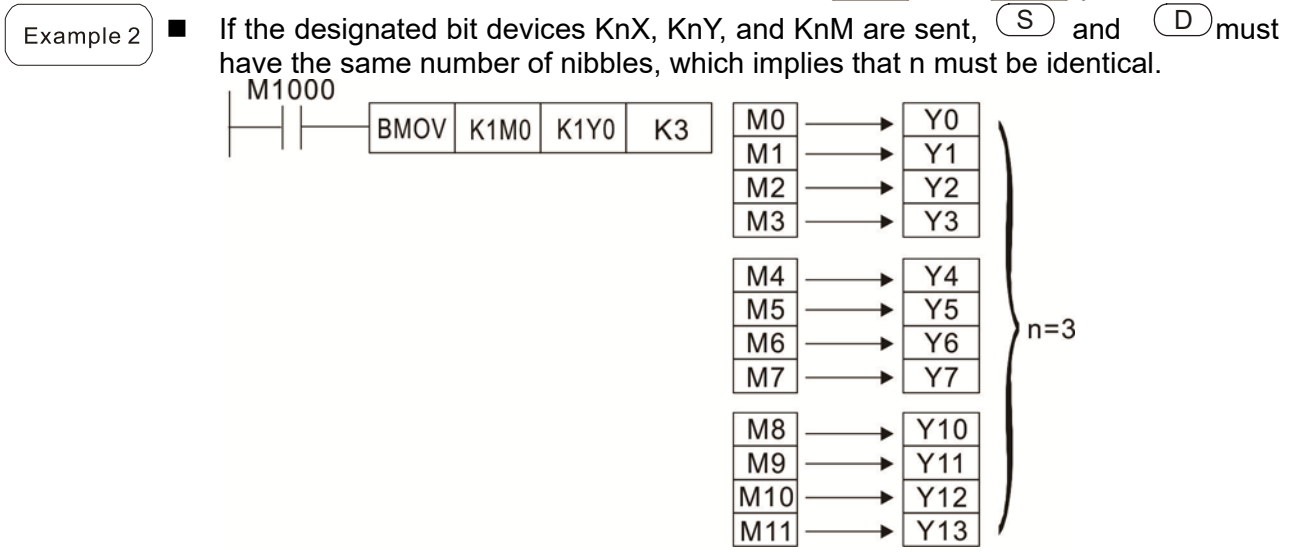 Example 2
■ If the designated bit devices KnX, KnY, and KnM are sent, S and D must
have the same number of nibbles, which implies that n must be identical.
M1000
BMOV K1M0 K1Y0 K3
M0 Y0
M1 Y1
M2 Y2
M3 Y3
M4 Y4
M5 Y5
M6 Y6
M7 Y7
n=3
M8 Y10
M9 Y11
M10 Y12
M11 Y13